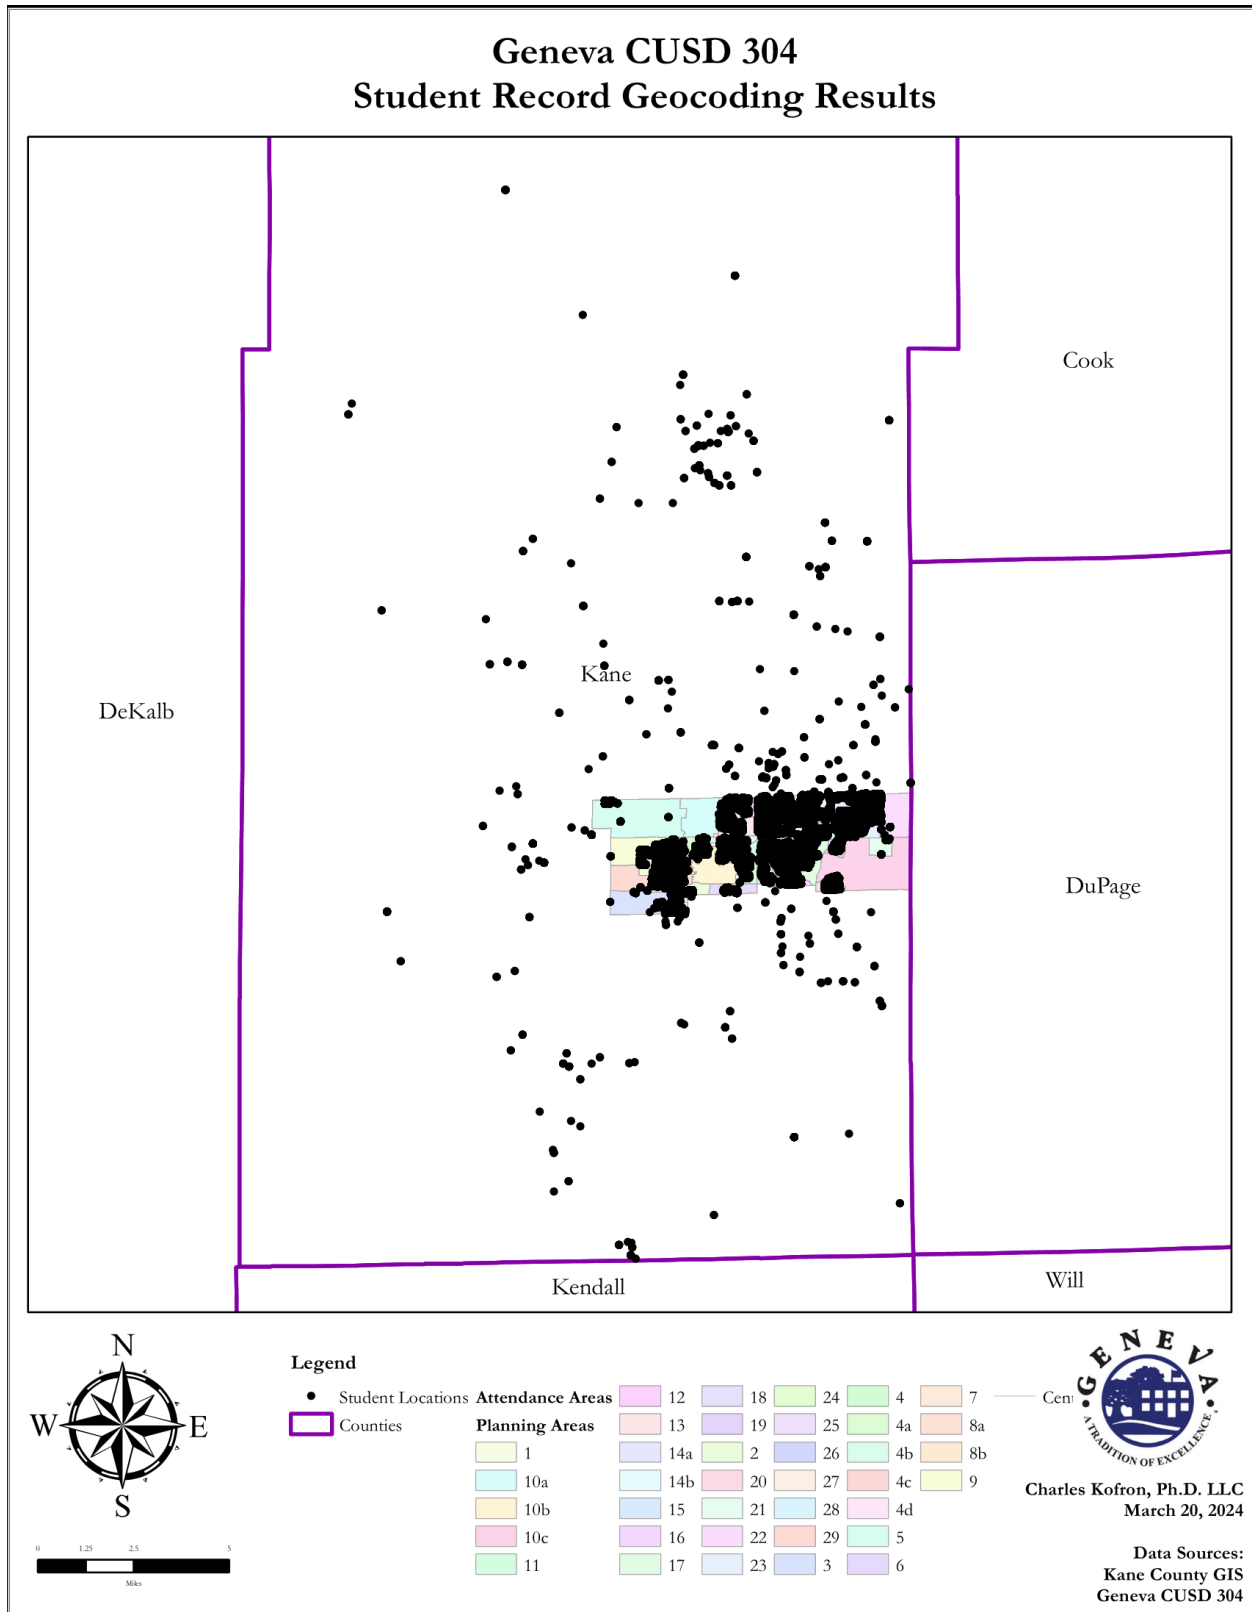 Geneva CUSD 304
Student Record Geocoding Results
Cook
Kane
DeKalb
DuPage
Kendall
Will
N
W
E
S
0 1.25 2.5 5
Miles
Legend
Student Locations
Counties
Attendance Areas
Planning Areas
1
10a
10b
10c
11
12
13
14a
14b
15
16
17
18
19
2
20
21
22
23
24
25
26
27
28
29
3
4
4a
4b
4c
4d
5
6
7
8a
8b
9
Cen
GENEVA
A TRADITION OF EXCELLENCE
Charles Kofron, Ph.D. LLC
March 20, 2024
Data Sources:
Kane County GIS
Geneva CUSD 304